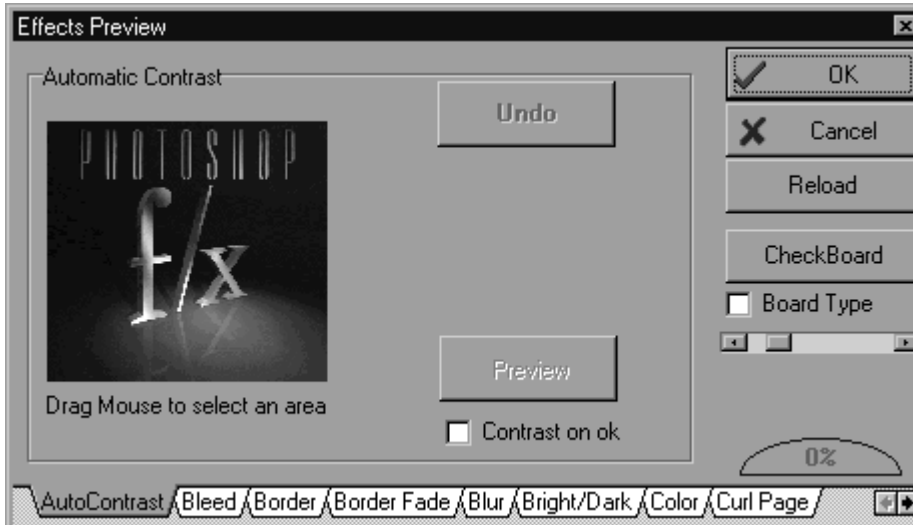 Effects Preview
Automatic Contrast
PHOTOSHOP
f/x
Drag Mouse to select an area
Undo
Preview
Contrast on ok
OK
Cancel
Reload
CheckBoard
Board Type
0%
AutoContrast
Bleed
Border
Border Fade
Blur
Bright/Dark
Color
Curl Page